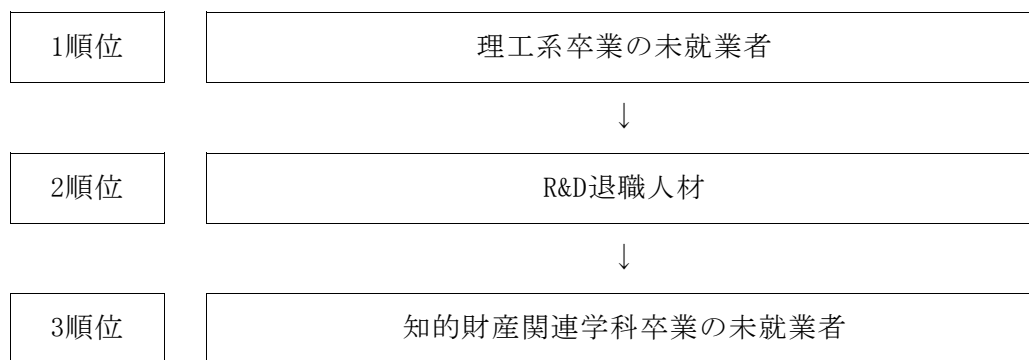 1順位
理工系卒業の未就業者
↓
2順位
R&D退職人材
↓
3順位
知的財産関連学科卒業の未就業者